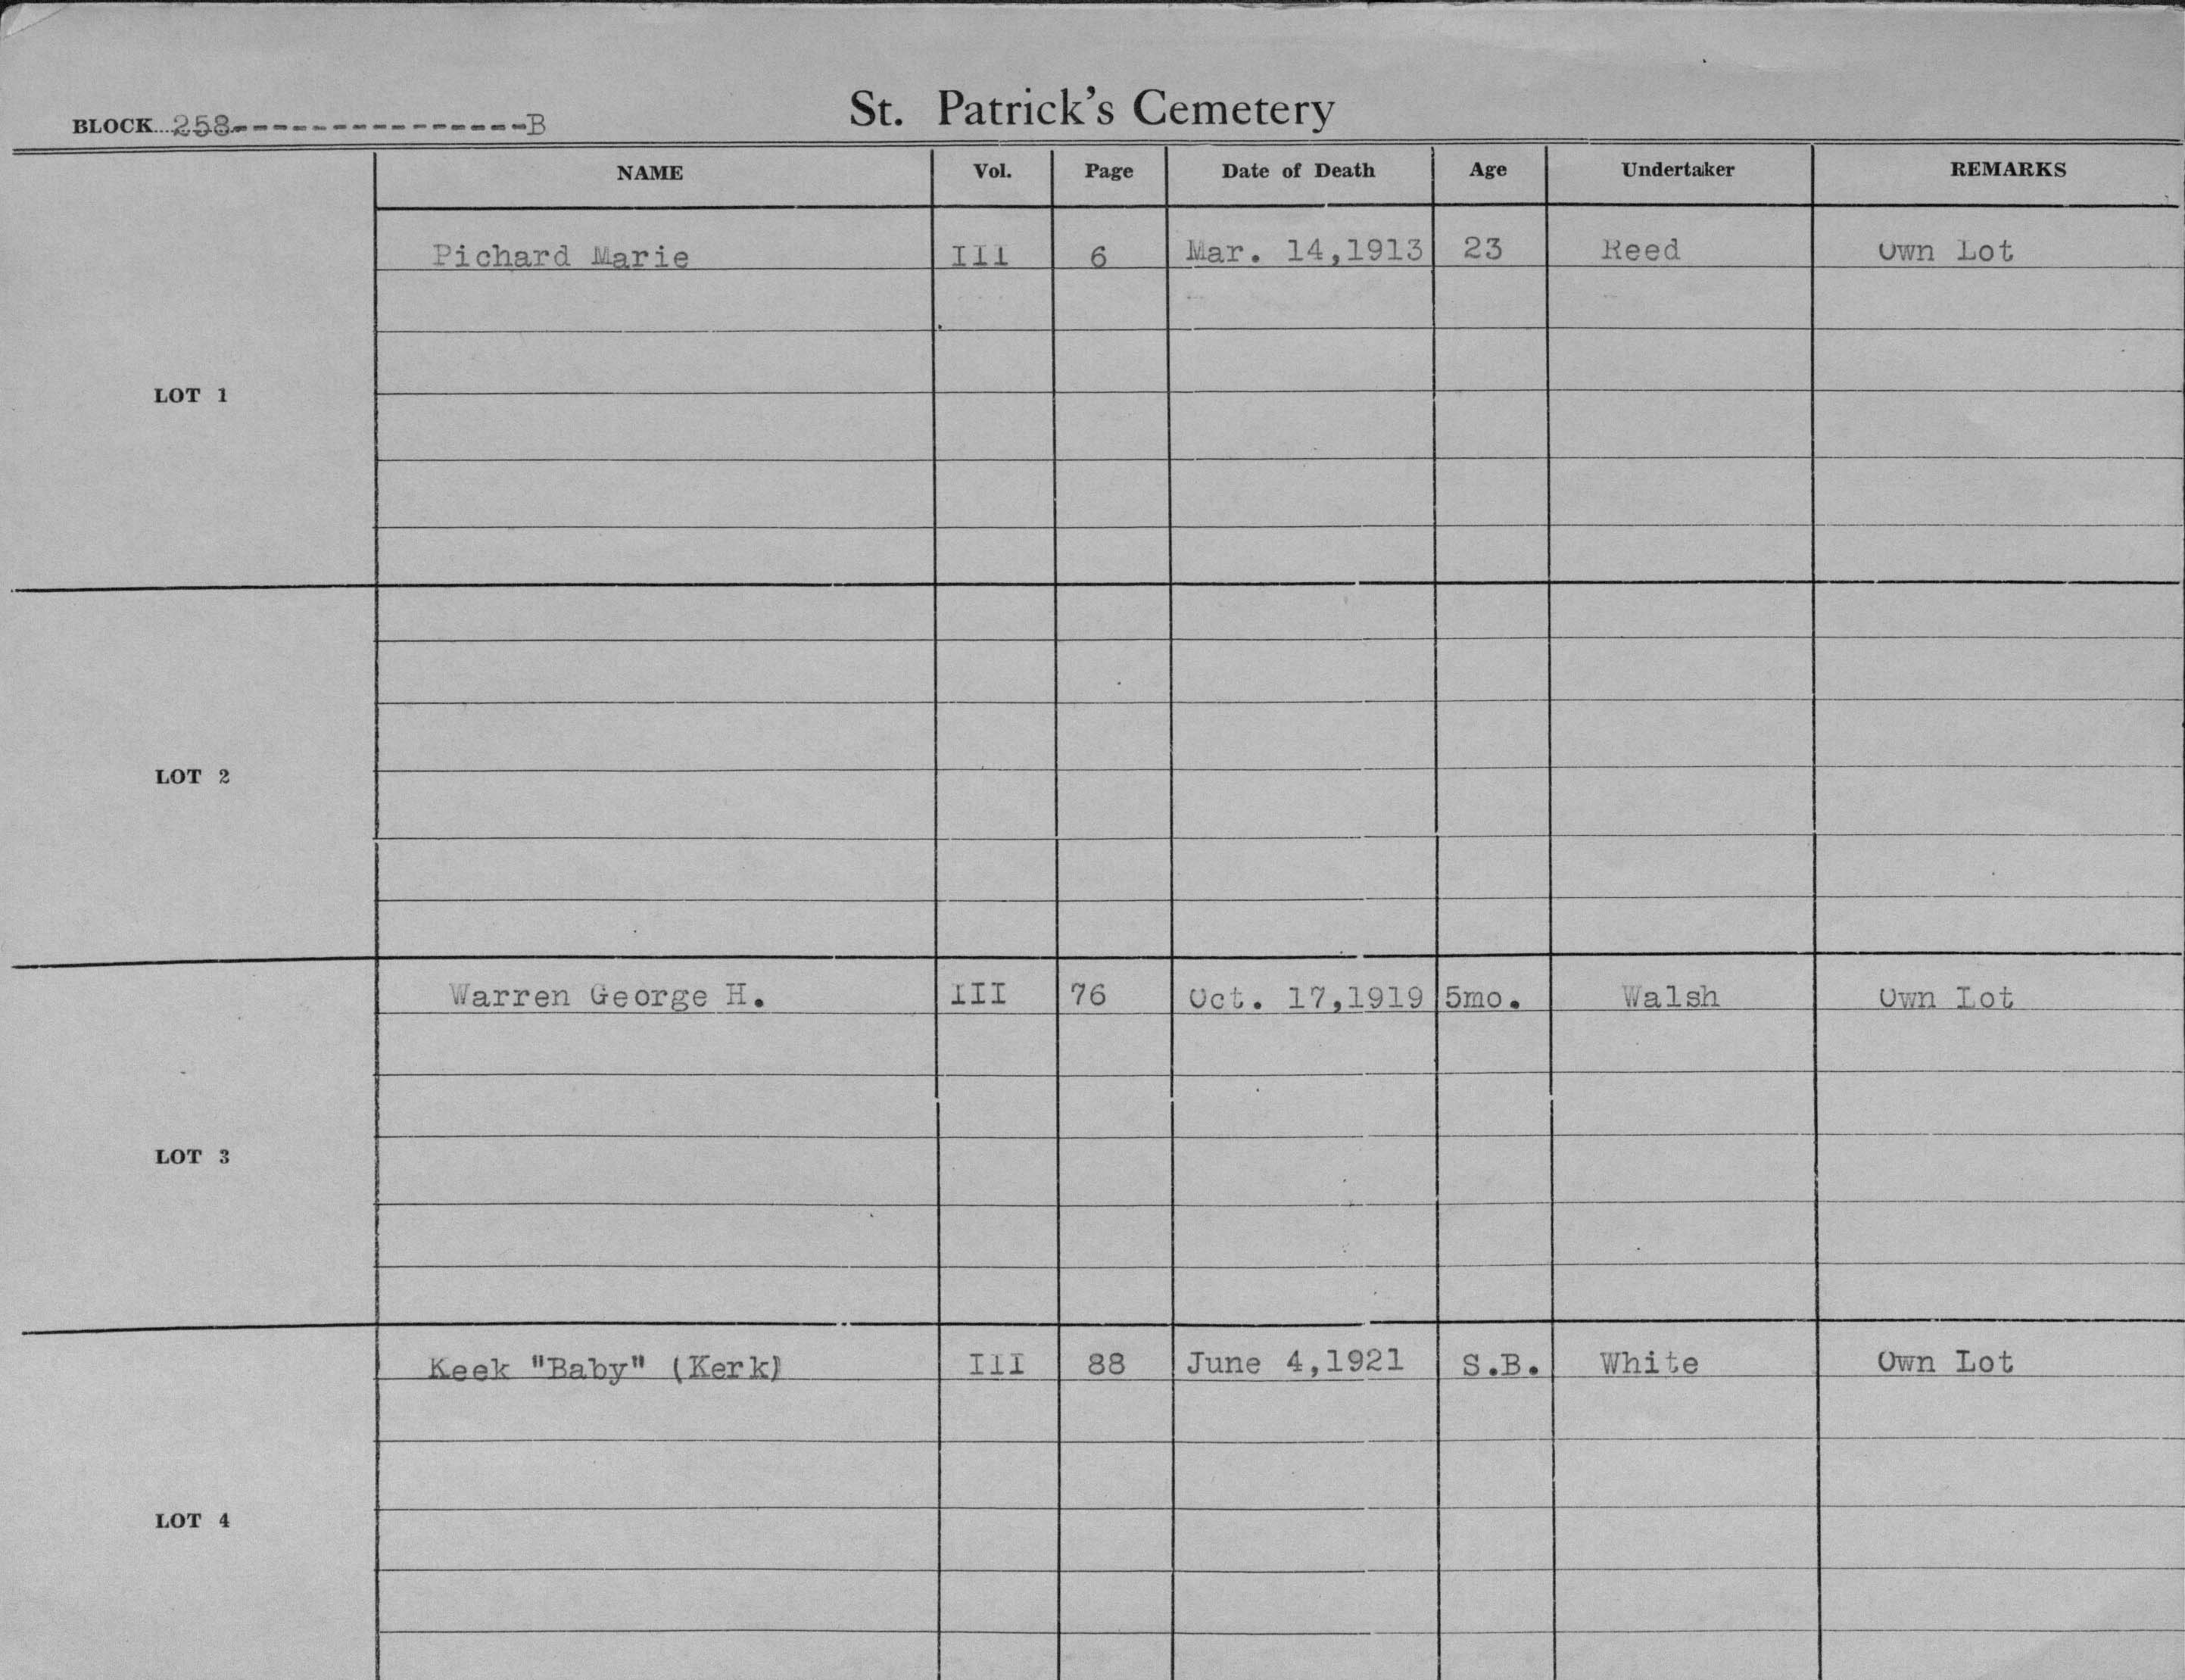 St. Patrick's Cemetery
BLOCK 258------------------B
NAME Vol. Page Date of Death Age Undertaker REMARKS
Pichard Marie III 6 Mar. 14,1913 23 Reed Own Lot
LOT 1
LOT 2
Warren George H. III 76 Oct. 17,1919 5mo. Walsh Own Lot
LOT 3
Keek "Baby" (Kerk) III 88 June 4,1921 S.B. White Own Lot
LOT 4